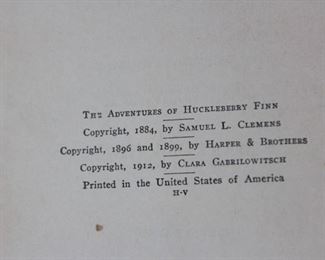 The Adventures of Huckleberry Finn
Copyright, 1884, by Samuel L. Clemens
Copyright, 1896 and 1899, by Harper & Brothers
Copyright, 1912, by Clara Gabrilowitsch
Printed in the United States of America
H-V